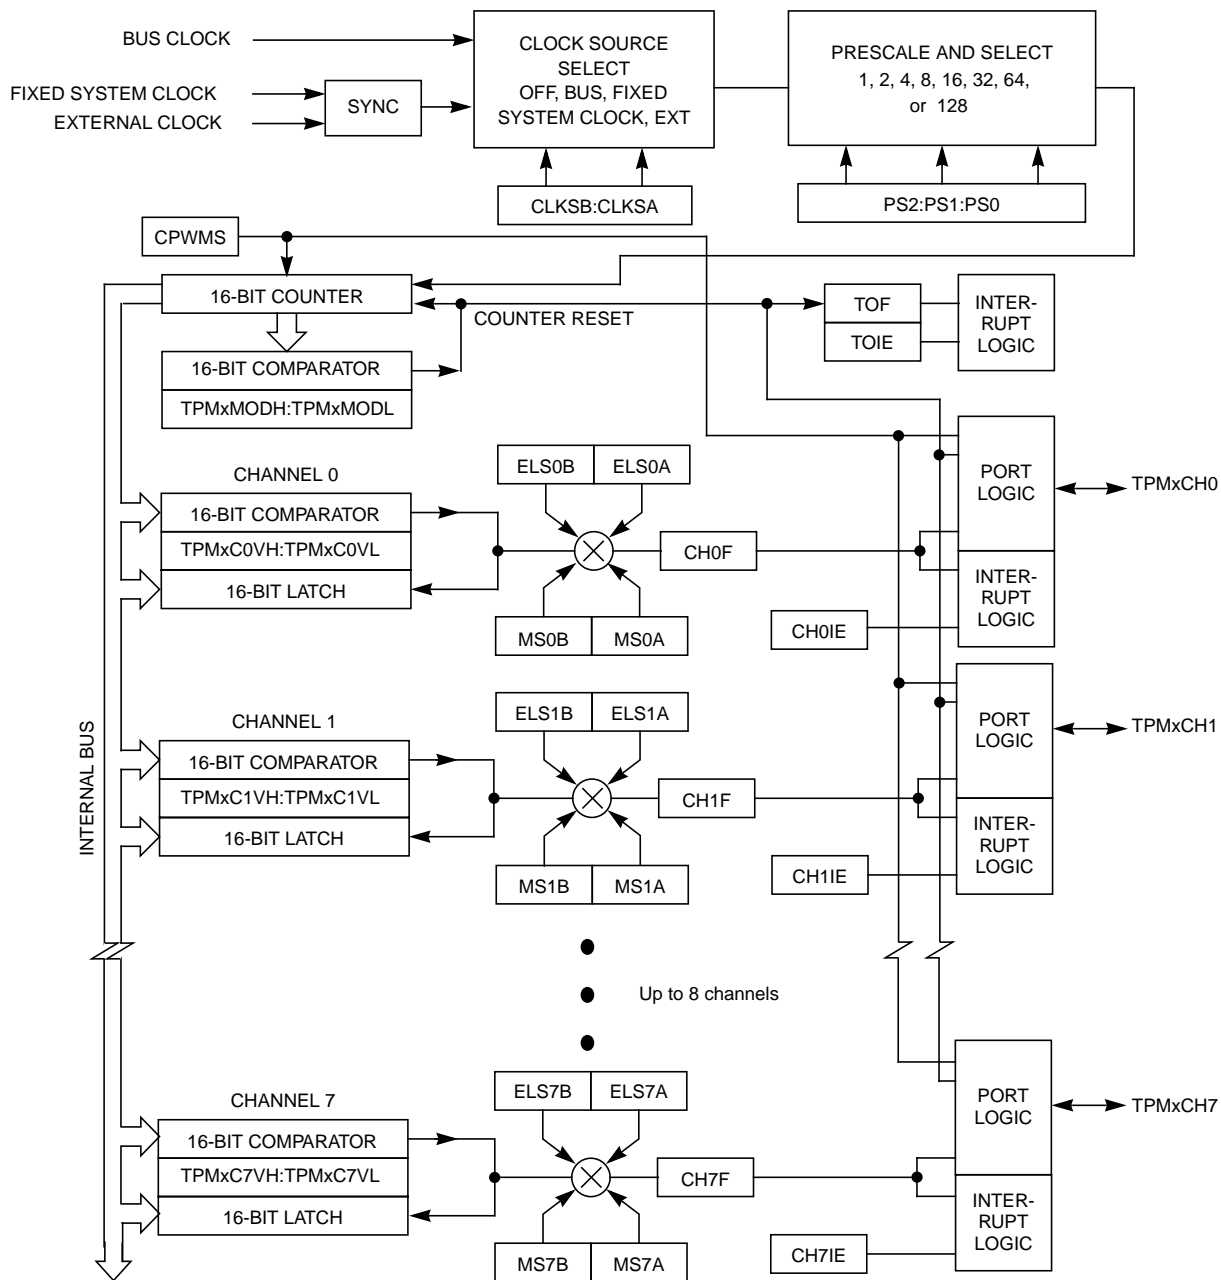 BUS CLOCK
FIXED SYSTEM CLOCK
EXTERNAL CLOCK
SYNC
CLOCK SOURCE
SELECT
OFF, BUS, FIXED
SYSTEM CLOCK, EXT
PRESCALE AND SELECT
1, 2, 4, 8, 16, 32, 64,
or 128
CLKSB:CLKSA
PS2:PS1:PS0
CPWMS
16-BIT COUNTER
COUNTER RESET
TOF
TOIE
INTER-
RUPT
LOGIC
16-BIT COMPARATOR
TPMxMODH:TPMxMODL
INTERNAL BUS
CHANNEL 0
16-BIT COMPARATOR
TPMxC0VH:TPMxC0VL
16-BIT LATCH
ELS0B
ELS0A
MS0B
MS0A
CH0F
CH0IE
PORT
LOGIC
INTER-
RUPT
LOGIC
TPMxCH0
CHANNEL 1
16-BIT COMPARATOR
TPMxC1VH:TPMxC1VL
16-BIT LATCH
ELS1B
ELS1A
MS1B
MS1A
CH1F
CH1IE
PORT
LOGIC
INTER-
RUPT
LOGIC
TPMxCH1
Up to 8 channels
CHANNEL 7
16-BIT COMPARATOR
TPMxC7VH:TPMxC7VL
16-BIT LATCH
ELS7B
ELS7A
MS7B
MS7A
CH7F
CH7IE
PORT
LOGIC
INTER-
RUPT
LOGIC
TPMxCH7